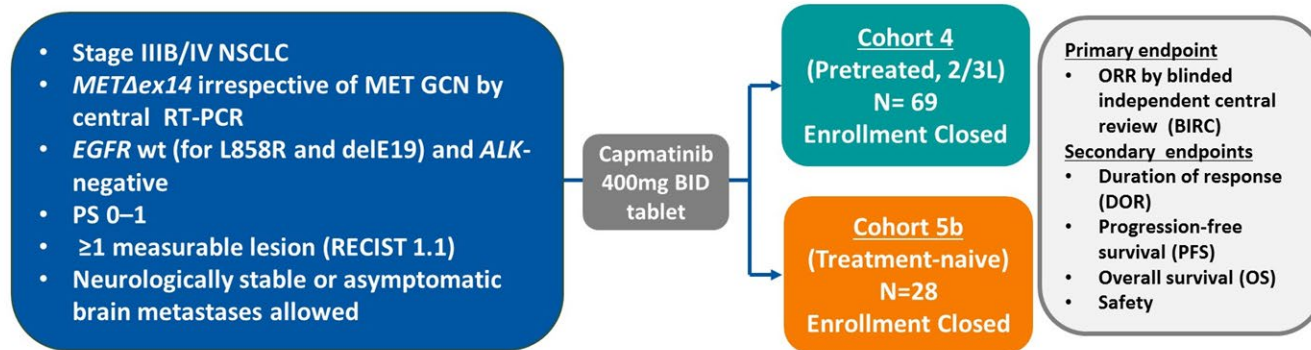 • Stage IIIB/IV NSCLC
• METΔex14 irrespective of MET GCN by
central RT-PCR
• EGFR wt (for L858R and delE19) and ALK-
negative
• PS 0–1
• ≥1 measurable lesion (RECIST 1.1)
• Neurologically stable or asymptomatic
brain metastases allowed
Capmatinib
400mg BID
tablet
Cohort 4
(Pretreated, 2/3L)
N= 69
Enrollment Closed
Cohort 5b
(Treatment-naive)
N=28
Enrollment Closed
Primary endpoint
• ORR by blinded
independent central
review (BIRC)
Secondary endpoints
• Duration of response
(DOR)
• Progression-free
survival (PFS)
• Overall survival (OS)
• Safety